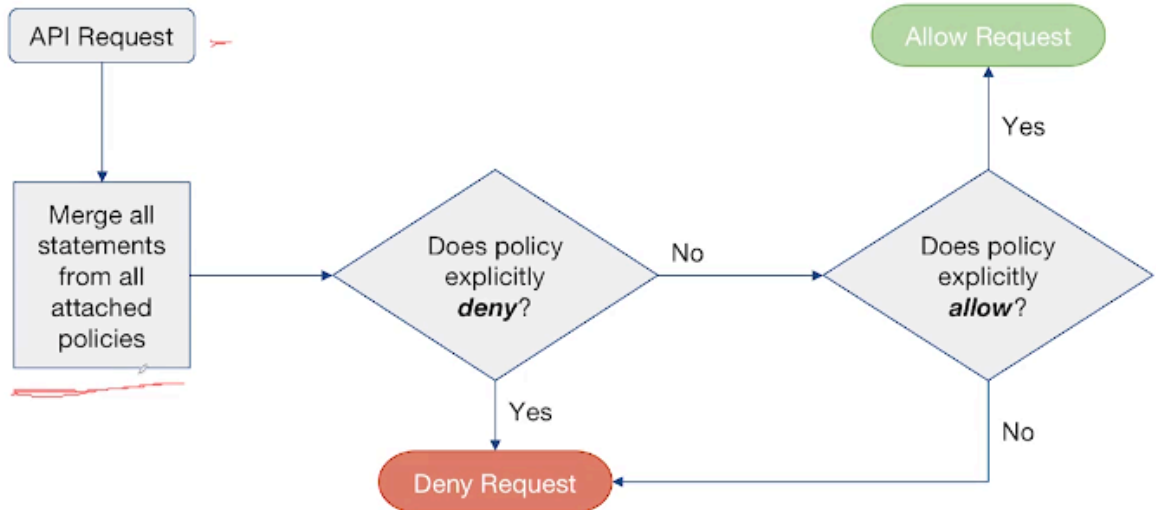 API Request
Allow Request
Yes
Merge all
statements
from all
attached
policies
Does policy
explicitly
deny?
No
Does policy
explicitly
allow?
Yes
No
Deny Request